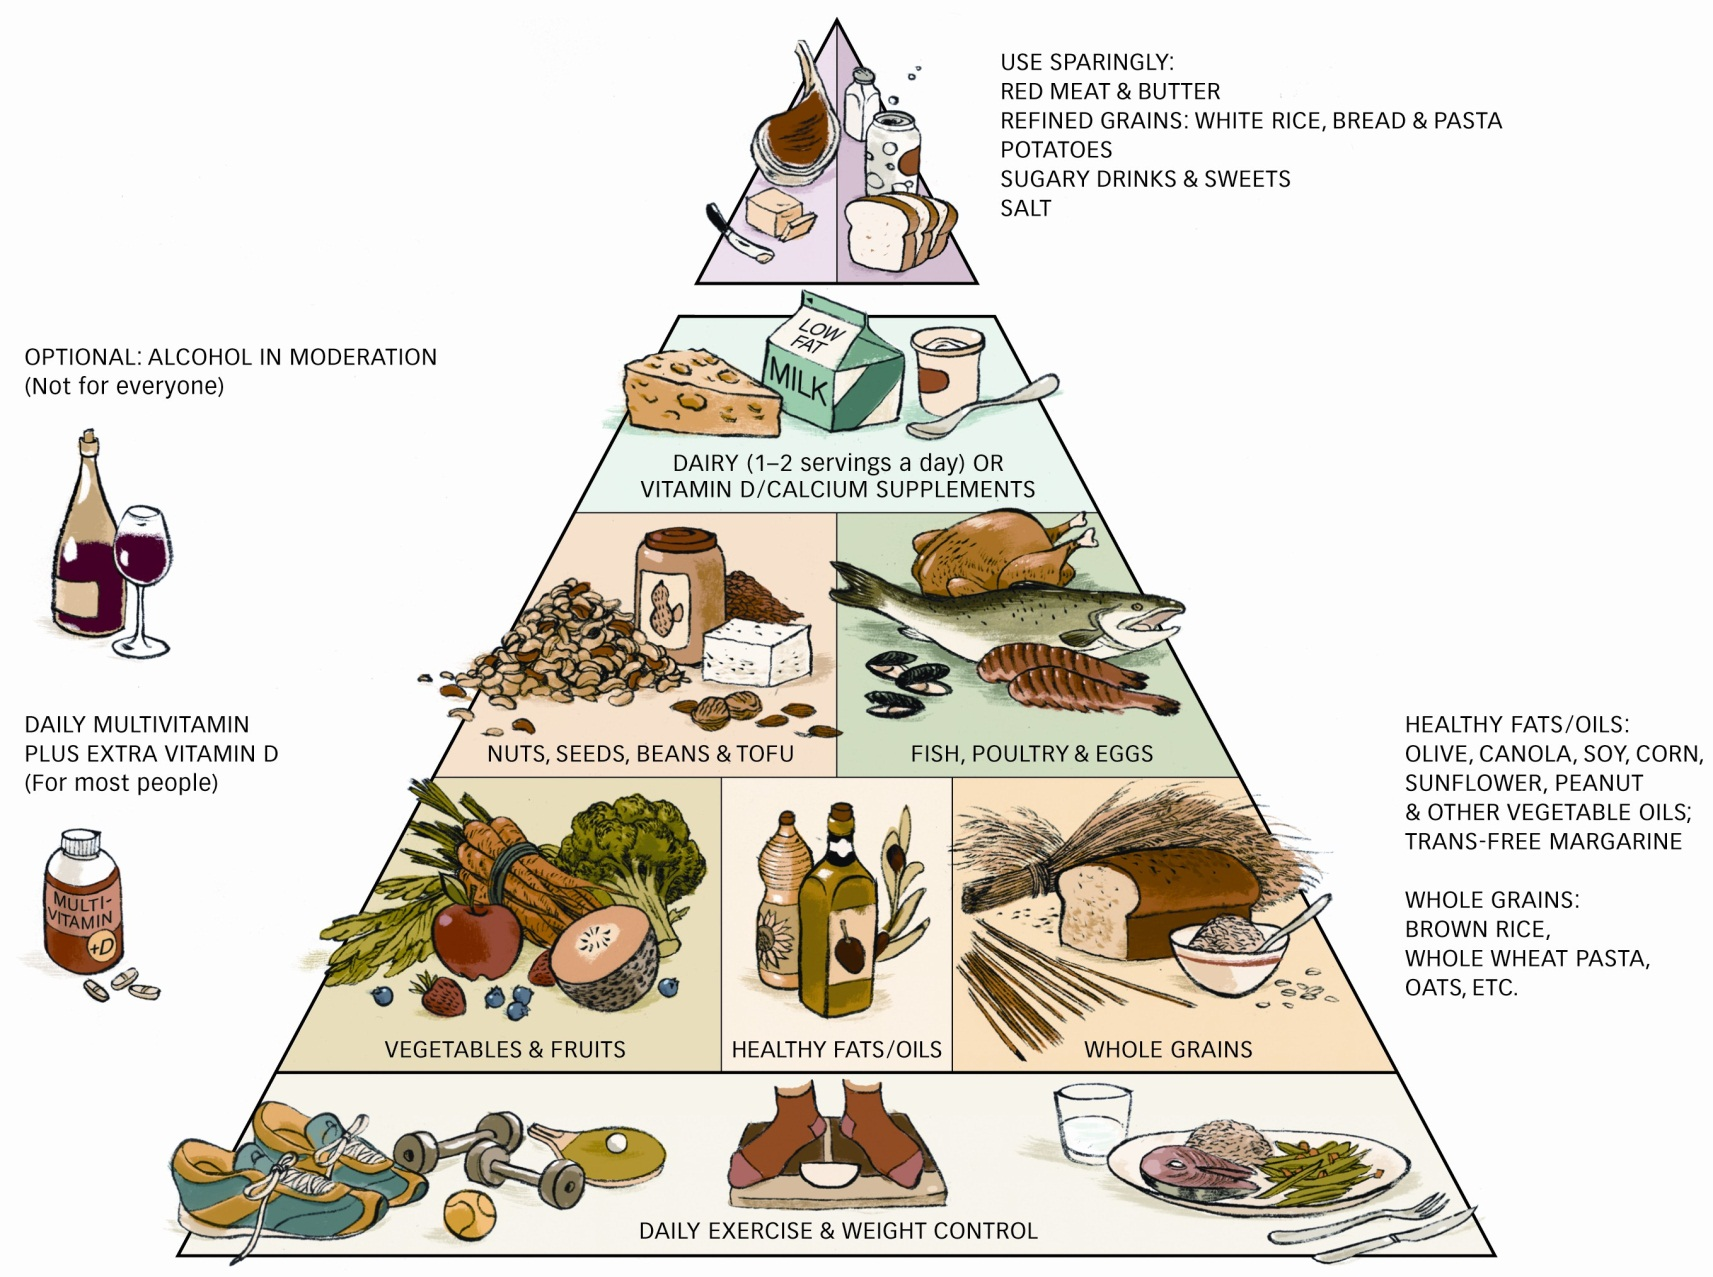 USE SPARINGLY:
RED MEAT & BUTTER
REFINED GRAINS: WHITE RICE, BREAD & PASTA
POTATOES
SUGARY DRINKS & SWEETS
SALT
OPTIONAL: ALCOHOL IN MODERATION
(Not for everyone)
LOW
FAT
MILK
DAIRY (1–2 servings a day) OR
VITAMIN D/CALCIUM SUPPLEMENTS
NUTS, SEEDS, BEANS & TOFU
FISH, POULTRY & EGGS
DAILY MULTIVITAMIN
PLUS EXTRA VITAMIN D
(For most people)
MULTI-
VITAMIN
+D
HEALTHY FATS/OILS:
OLIVE, CANOLA, SOY, CORN,
SUNFLOWER, PEANUT
& OTHER VEGETABLE OILS;
TRANS-FREE MARGARINE
WHOLE GRAINS:
BROWN RICE,
WHOLE WHEAT PASTA,
OATS, ETC.
VEGETABLES & FRUITS
HEALTHY FATS/OILS
WHOLE GRAINS
DAILY EXERCISE & WEIGHT CONTROL